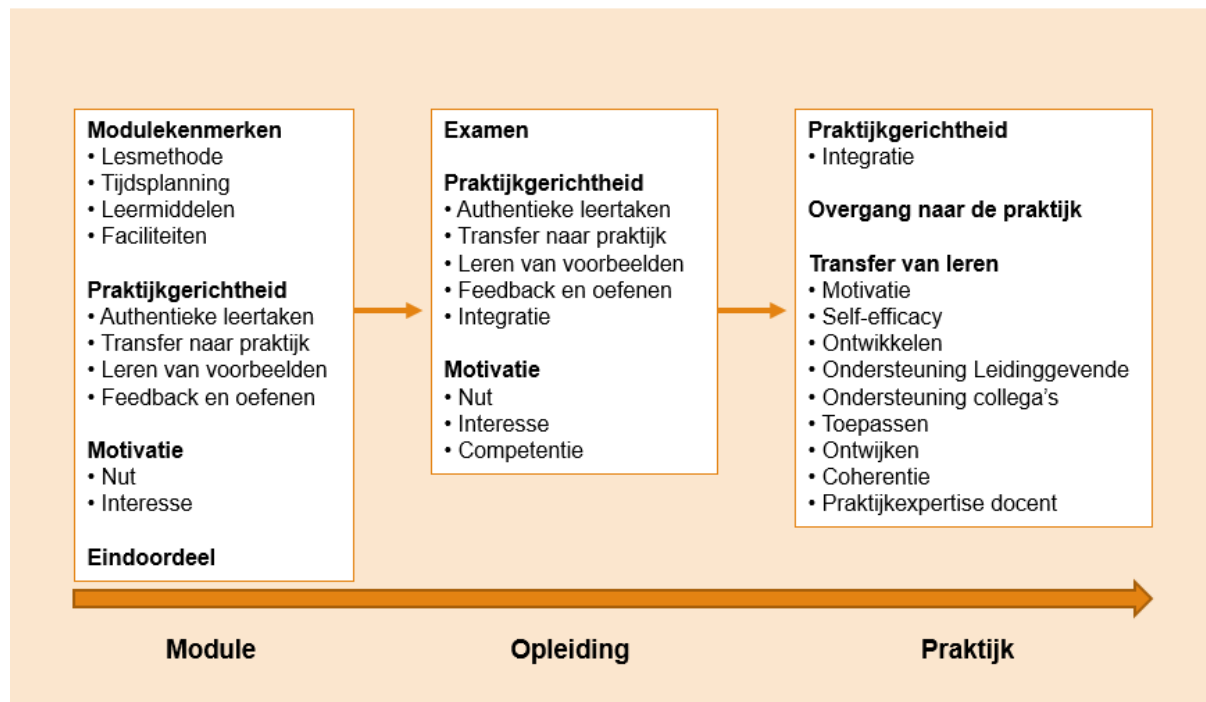 Modulekenmerken
• Lesmethode
• Tijdsplanning
• Leermiddelen
• Faciliteiten
Praktijkgerichtheid
• Authentieke leertaken
• Transfer naar praktijk
• Leren van voorbeelden
• Feedback en oefenen
Motivatie
• Nut
• Interesse
Eindoordeel
Examen
Praktijkgerichtheid
• Authentieke leertaken
• Transfer naar praktijk
• Leren van voorbeelden
• Feedback en oefenen
• Integratie
Motivatie
• Nut
• Interesse
• Competentie
Praktijkgerichtheid
• Integratie
Overgang naar de praktijk
Transfer van leren
• Motivatie
• Self-efficacy
• Ontwikkelen
• Ondersteuning Leidinggevende
• Ondersteuning collega's
• Toepassen
• Ontwijken
• Coherentie
• Praktijkexpertise docent
Module
Opleiding
Praktijk